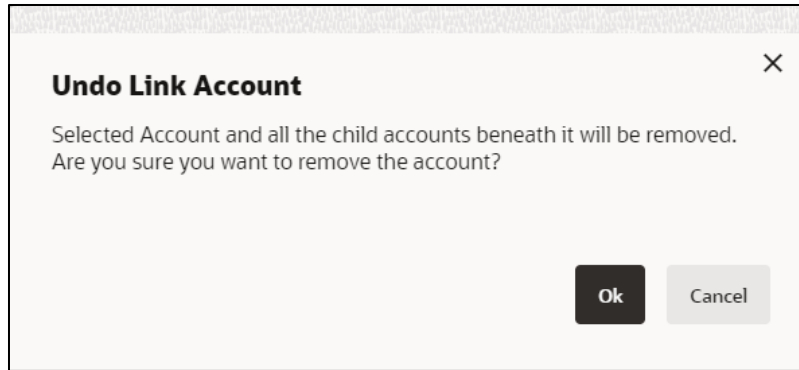 Undo Link Account
Selected Account and all the child accounts beneath it will be removed.
Are you sure you want to remove the account?
Ok
Cancel